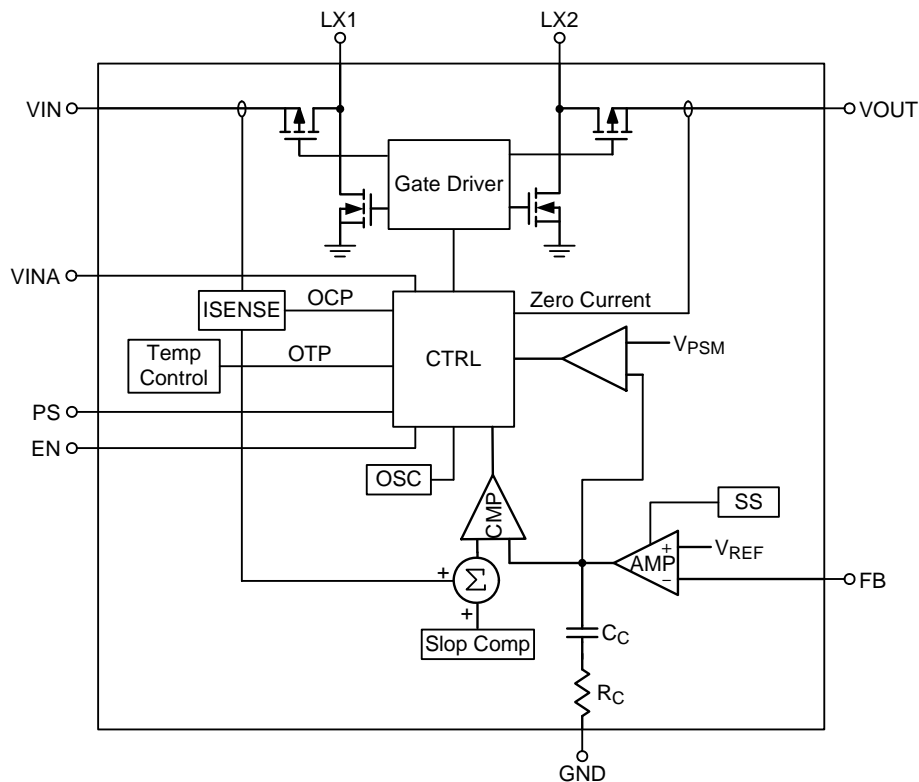 LX1
LX2
VIN
VOUT
Gate Driver
VINA
ISENSE
OCP
Zero Current
Temp
Control
OTP
CTRL
VPSM
PS
EN
OSC
CMP
SS
+
VREF
AMP
−
FB
+
Σ
+
Slop Comp
CC
RC
GND